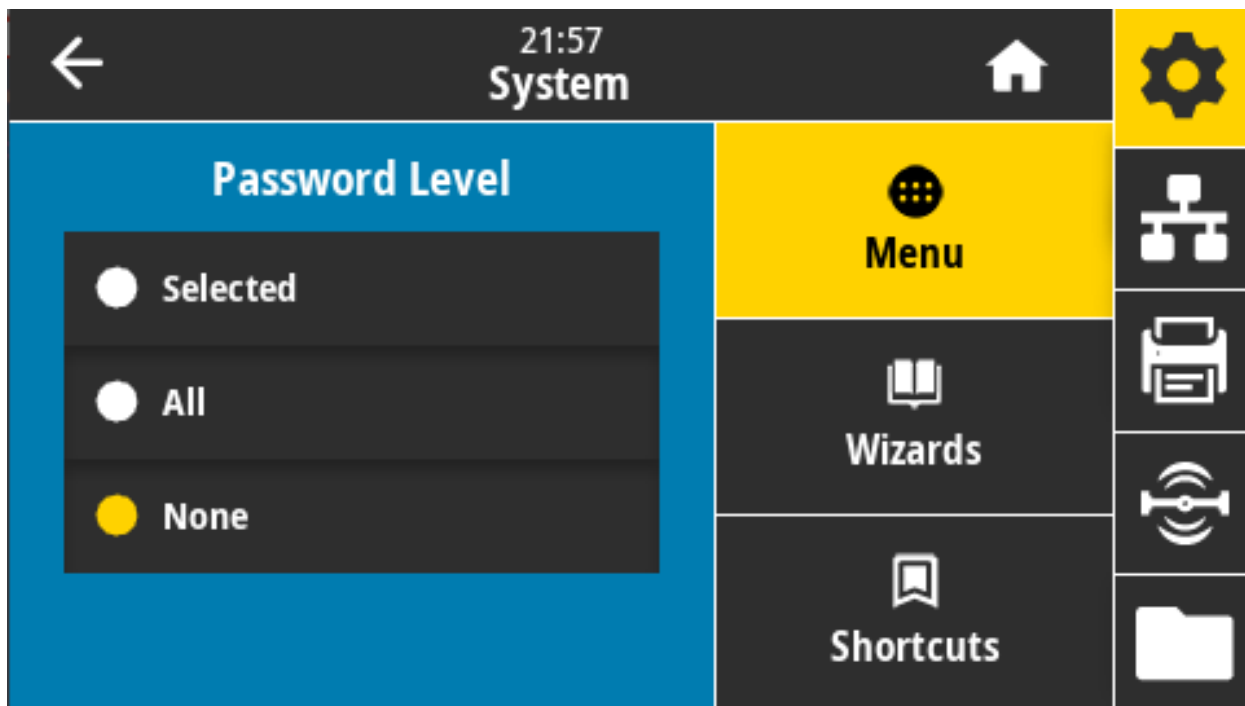 21:57
System
Password Level
Selected
All
None
Menu
Wizards
Shortcuts